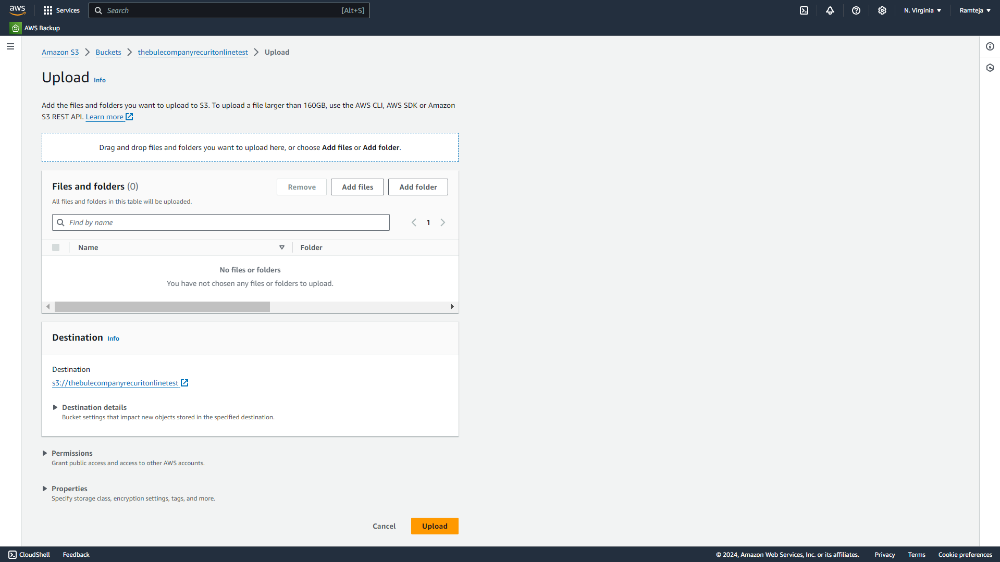 aws
Services
Search
[Alt+S]
N. Virginia
Ramteja
AWS Backup
Amazon S3
Buckets
thebulecompanyrecuritonlinetest
Upload
Upload Info
Add the files and folders you want to upload to S3. To upload a file larger than 160GB, use the AWS CLI, AWS SDK or Amazon
S3 REST API. Learn more
Drag and drop files and folders you want to upload here, or choose Add files or Add folder.
Files and folders (0)
Remove
Add files
Add folder
All files and folders in this table will be uploaded.
Find by name
1
Name
Folder
No files or folders
You have not chosen any files or folders to upload.
Destination Info
Destination
s3://thebulecompanyrecuritonlinetest
Destination details
Bucket settings that impact new objects stored in the specified destination.
Permissions
Grant public access and access to other AWS accounts.
Properties
Specify storage class, encryption settings, tags, and more.
Cancel
Upload
CloudShell
Feedback
© 2024, Amazon Web Services, Inc. or its affiliates.
Privacy
Terms
Cookie preferences